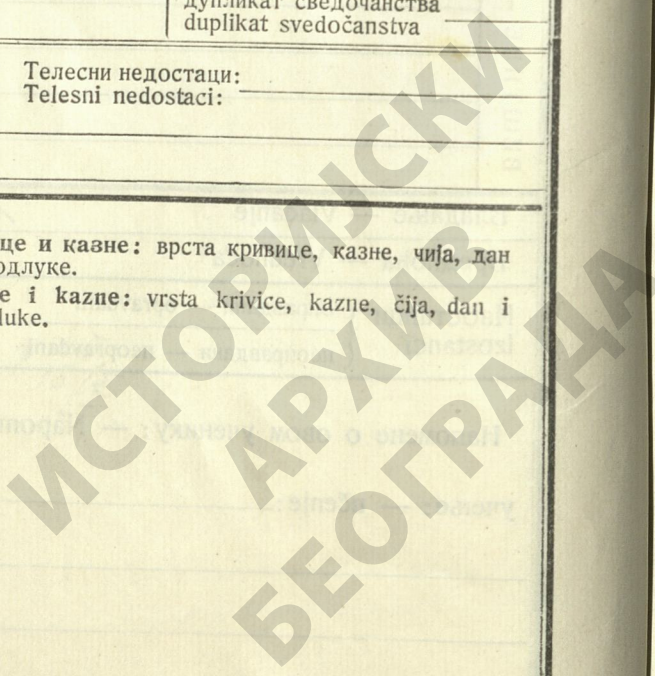 дупликат сведочанства
duplikat svedočanstva
Телесни недостаци:
Telesni nedostaci:
це и казне: врста кривице, казне, чија, дан
одлуке.
e i kazne: vrsta krivice, kazne, čija, dan i
luke.
ИСТОРИЈСКИ
АРХИВ
БЕОГРАДА